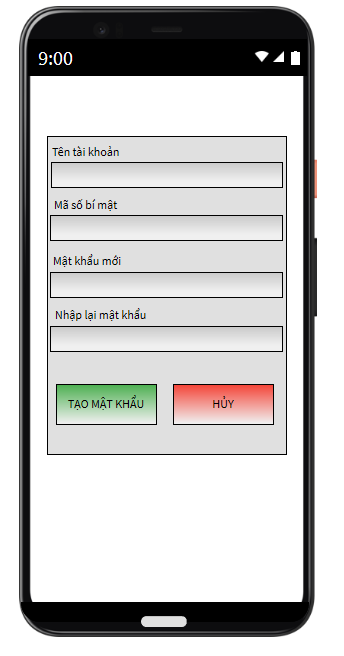 9:00
Tên tài khoản
Mã số bí mật
Mật khẩu mới
Nhập lại mật khẩu
TẠO MẬT KHẨU
HỦY